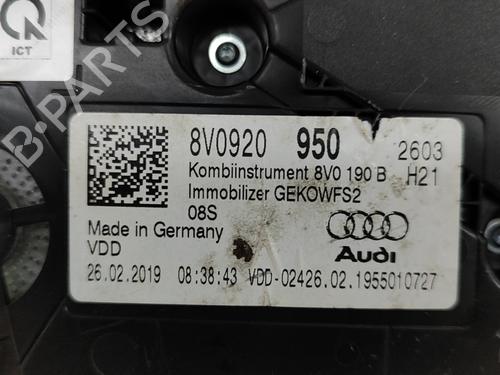 ICT
8V0920 950 2603
Kombiinstrument 8V0 190 B H21
Immobilizer GEKOWFS2
08S
Made in Germany
VDD
Audi
26.02.2019 08:38:43 VDD-02426.02.1955010727